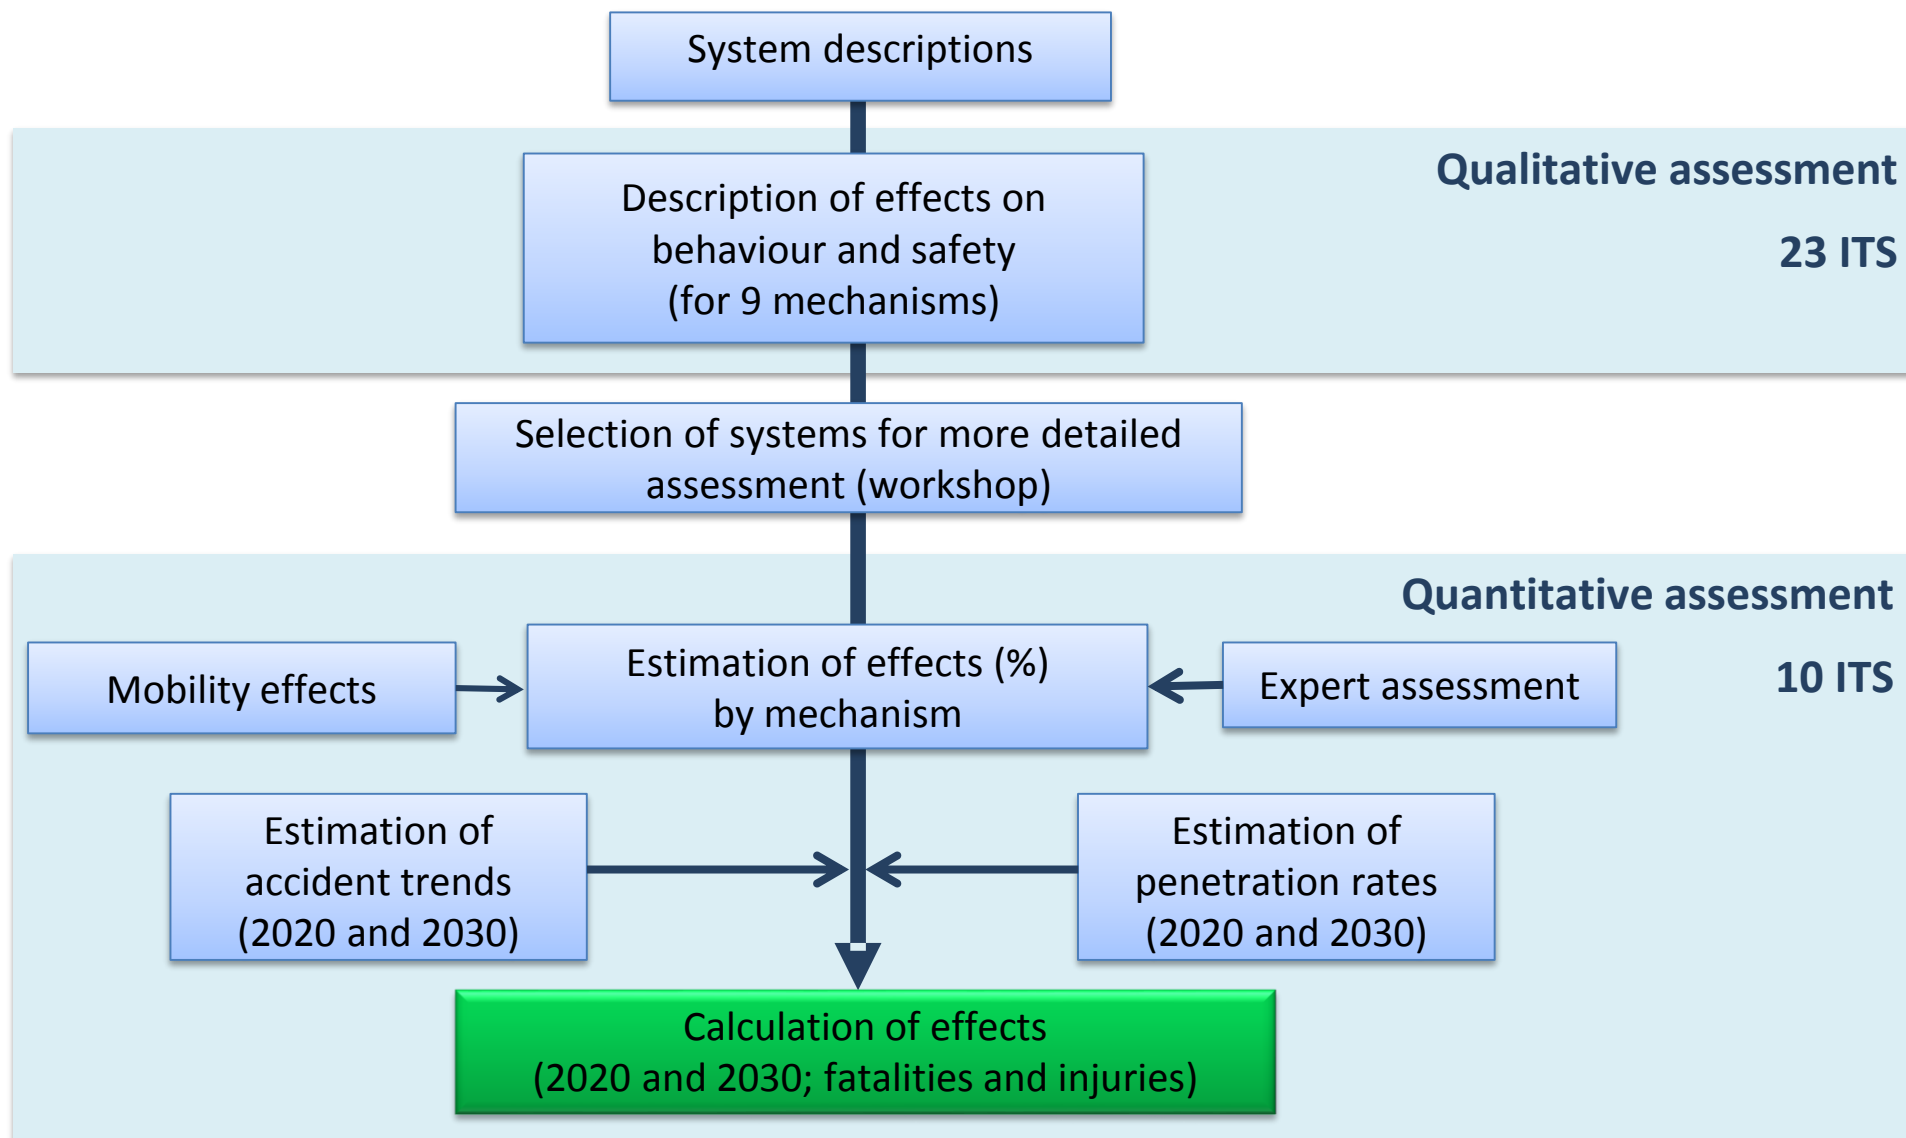 System descriptions
Qualitative assessment
23 ITS
Description of effects on
behaviour and safety
(for 9 mechanisms)
Selection of systems for more detailed
assessment (workshop)
Quantitative assessment
10 ITS
Mobility effects
Estimation of effects (%)
by mechanism
Expert assessment
Estimation of
accident trends
(2020 and 2030)
Estimation of
penetration rates
(2020 and 2030)
Calculation of effects
(2020 and 2030; fatalities and injuries)